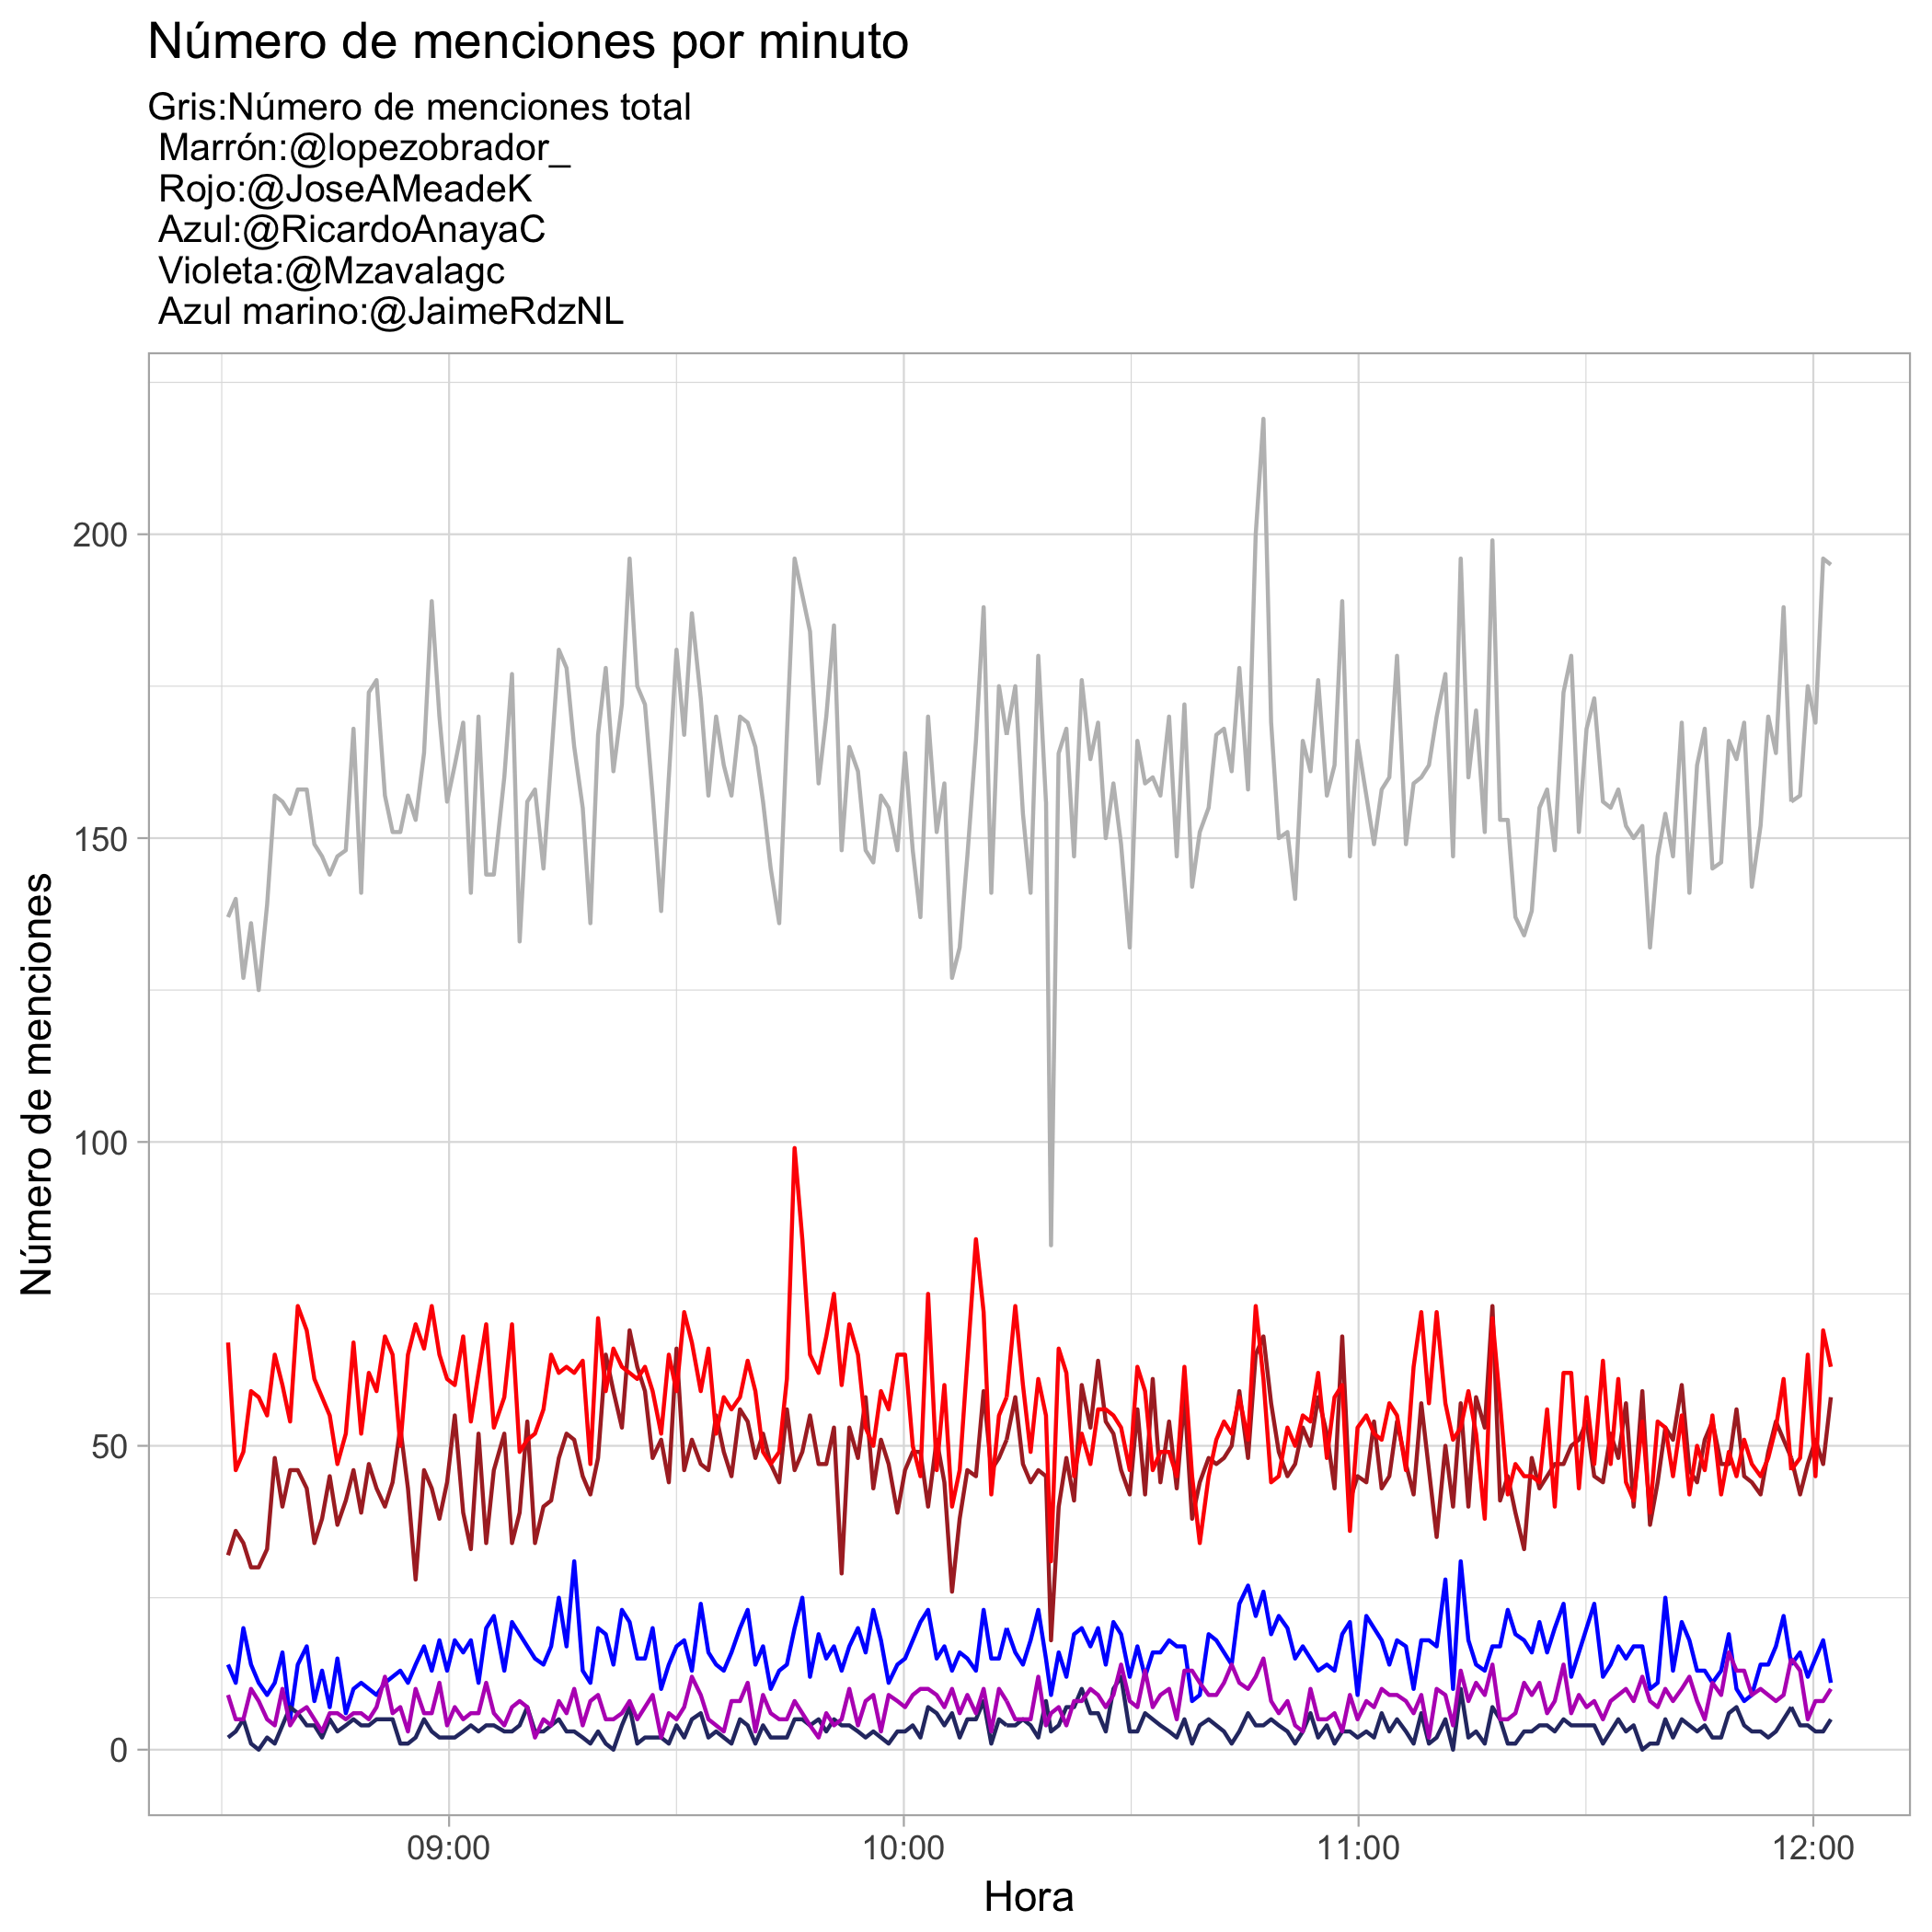 Número de menciones por minuto
Gris:Número de menciones total
Marrón:@lopezobrador_
Rojo:@JoseAMeadeK
Azul:@RicardoAnayaC
Violeta:@Mzavalagc
Azul marino:@JaimeRdzNL
Número de menciones
200
150
100
50
0
09:00
10:00
11:00
12:00
Hora